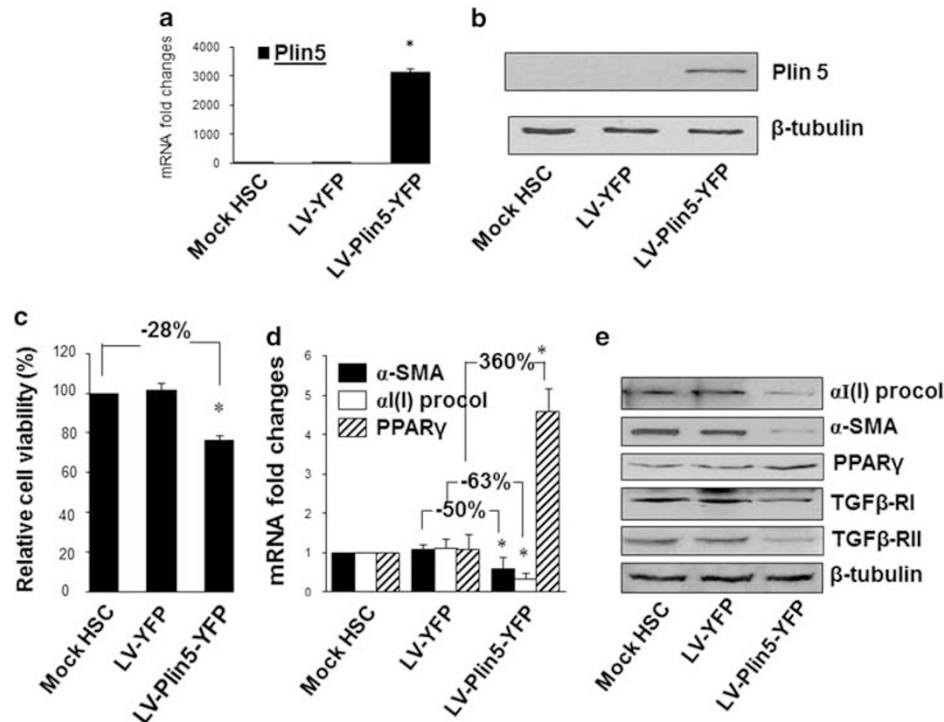 a
mRNA fold changes
4000
3000
2000
1000
0
Plin5
*
Mock HSC
LV-YFP
LV-Plin5-YFP
b
Plin 5
β-tubulin
Mock HSC
LV-YFP
LV-Plin5-YFP
c
Relative cell viability (%)
120
100
80
60
40
20
0
-28%
*
Mock HSC
LV-YFP
LV-Plin5-YFP
d
mRNA fold changes
6
5
4
3
2
1
0
α-SMA
αI(I) procol
PPARγ
360%
*
-63%
-50%
*
*
Mock HSC
LV-YFP
LV-Plin5-YFP
e
αI(I) procol
α-SMA
PPARγ
TGFβ-RI
TGFβ-RII
β-tubulin
Mock HSC
LV-YFP
LV-Plin5-YFP